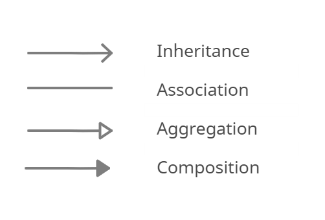 Inheritance
Association
Aggregation
Composition